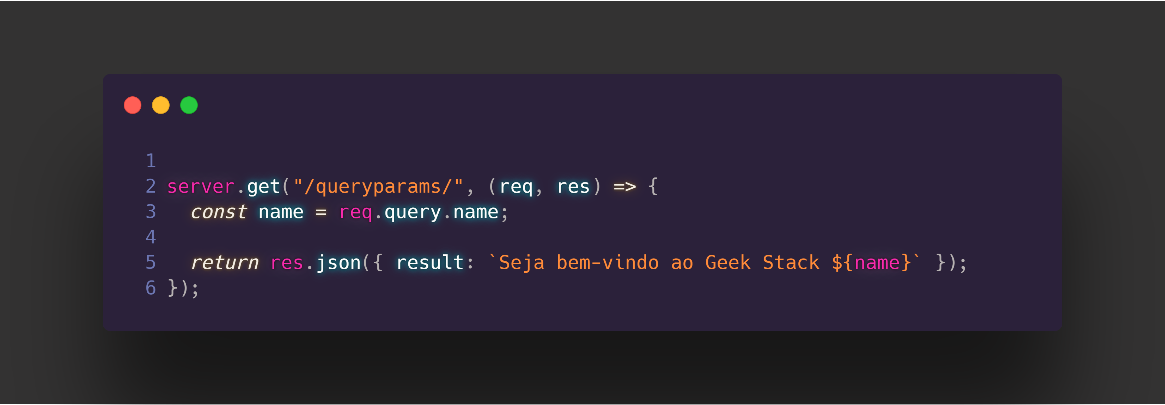 1
2 server.get("/queryparams/", (req, res) => {
3   const name = req.query.name;
4
5   return res.json({ result: `Seja bem-vindo ao Geek Stack ${name}` });
6 });